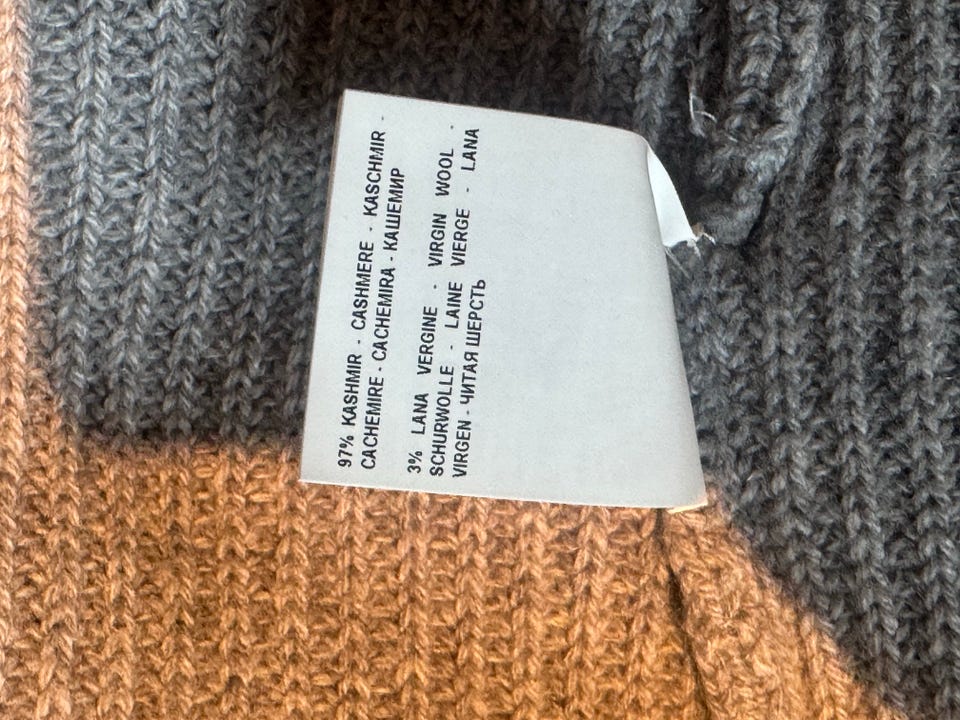 97% KASHMIR - CASHMERE - KASCHMIR -
CACHEMIRE - CACHEMIRA - КАШЕМИР
3% LANA VERGINE - VIRGIN WOOL -
SCHURWOLLE - LAINE VIERGE - LANA
VIRGEN - ЧИТАЯ ШЕРСТЬ